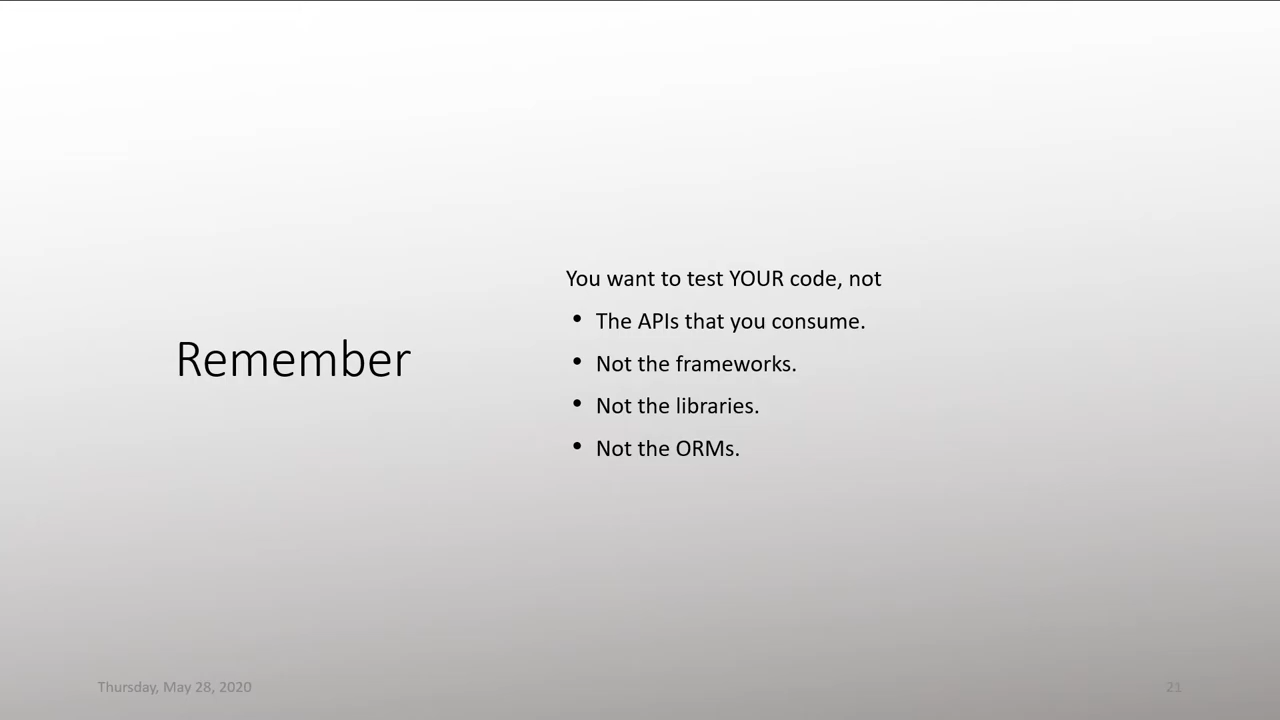 Remember
You want to test YOUR code, not
• The APIs that you consume.
• Not the frameworks.
• Not the libraries.
• Not the ORMs.
Thursday, May 28, 2020
21